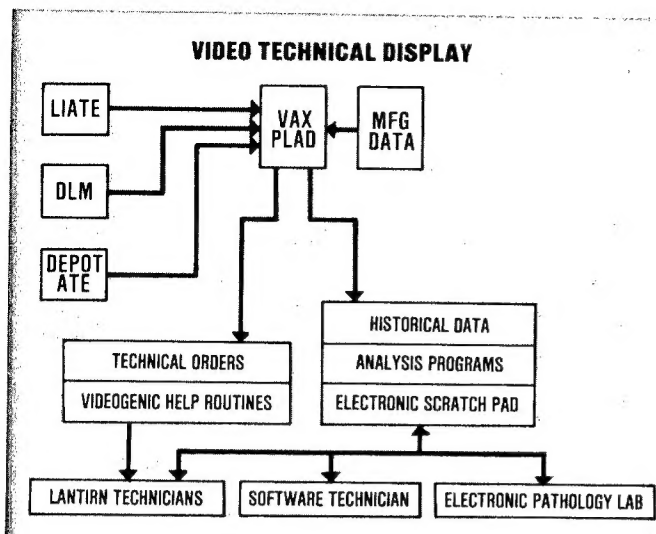 VIDEO TECHNICAL DISPLAY
LIATE
VAX
PLAD
MFG
DATA
DLM
DEPOT
ATE
HISTORICAL DATA
TECHNICAL ORDERS
ANALYSIS PROGRAMS
VIDEOGENIC HELP ROUTINES
ELECTRONIC SCRATCH PAD
LANTIRN TECHNICIANS
SOFTWARE TECHNICIAN
ELECTRONIC PATHOLOGY LAB